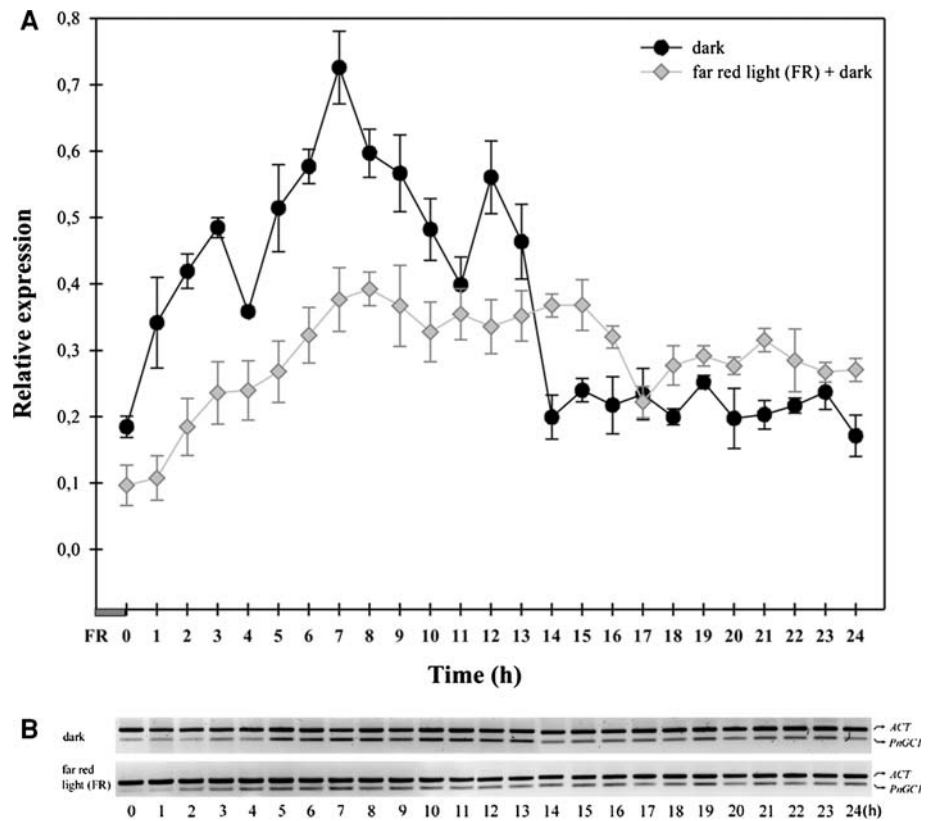 A
0,8
0,7
0,6
0,5
0,4
0,3
0,2
0,1
0,0
Relative expression
dark
far red light (FR) + dark
FR 0 1 2 3 4 5 6 7 8 9 10 11 12 13 14 15 16 17 18 19 20 21 22 23 24
Time (h)
B
dark
ACT
PnGC1
far red
light (FR)
ACT
PnGC1
0 1 2 3 4 5 6 7 8 9 10 11 12 13 14 15 16 17 18 19 20 21 22 23 24(h)